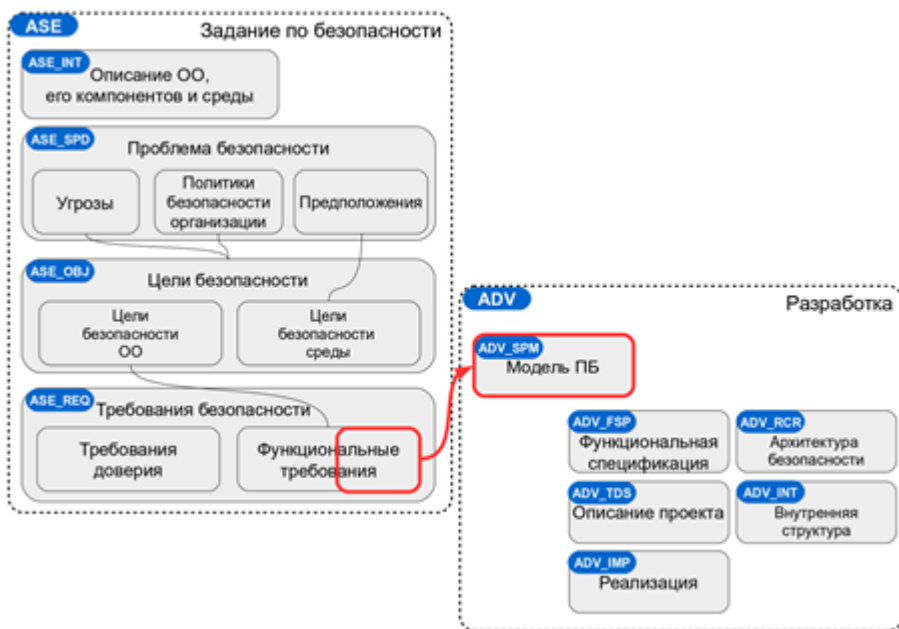 ASE
Задание по безопасности
ASE_INT
Описание ОО,
его компонентов и среды
ASE_SPD
Проблема безопасности
Угрозы
Политики
безопасности
организации
Предположения
ASE_OBJ
Цели безопасности
Цели
безопасности
ОО
Цели
безопасности
среды
ASE_REQ
Требования безопасности
Требования
доверия
Функциональные
требования
ADV
Разработка
ADV_SPM
Модель ПБ
ADV_FSP
Функциональная
спецификация
ADV_RCR
Архитектура
безопасности
ADV_TDS
Описание проекта
ADV_INT
Внутренняя
структура
ADV_IMP
Реализация